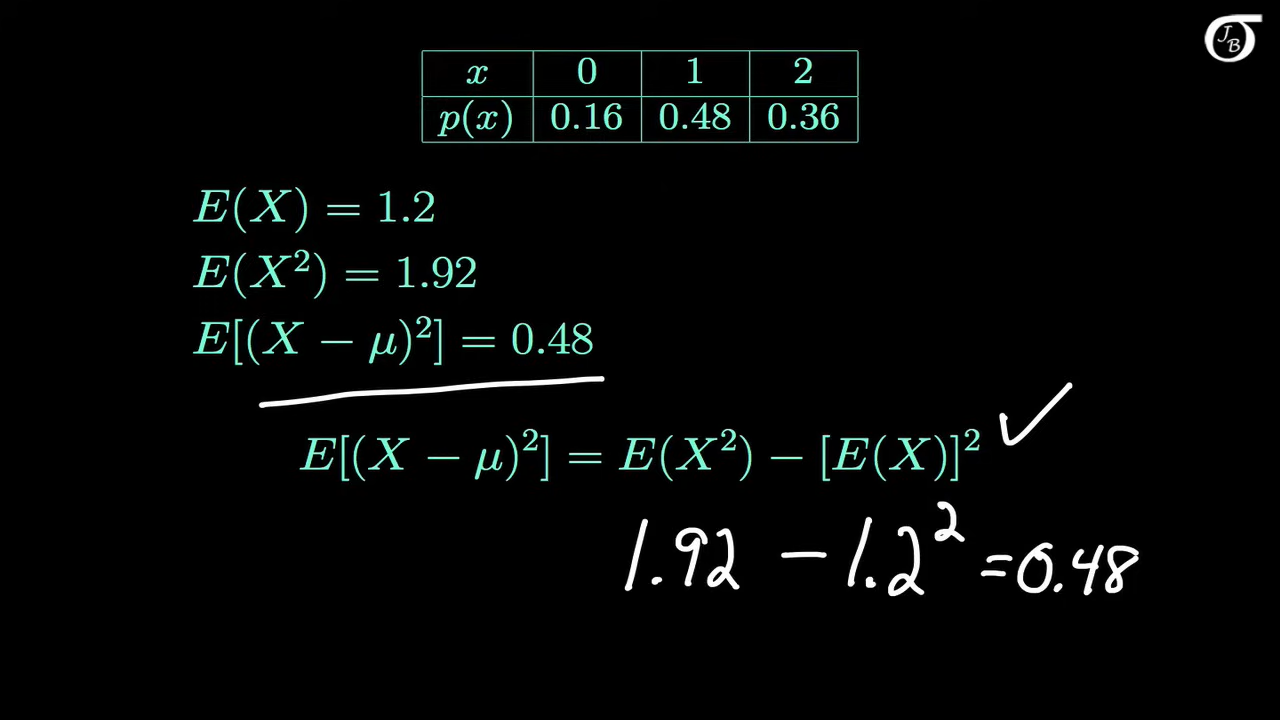 JB
x 0 1 2
p(x) 0.16 0.48 0.36
E(X) = 1.2
E(X²) = 1.92
E[(X − μ)²] = 0.48
E[(X − μ)²] = E(X²) − [E(X)]² ✓
1.92 − 1.2² = 0.48